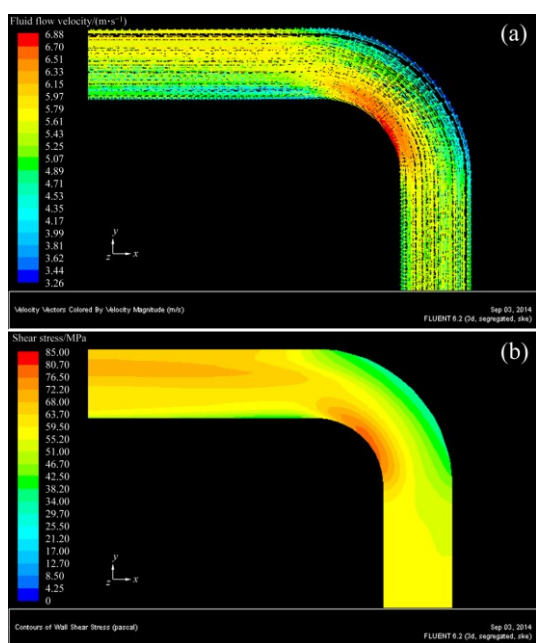 Fluid flow velocity/(m·s⁻¹)
(a)
6.88
6.70
6.51
6.33
6.15
5.97
5.79
5.61
5.43
5.25
5.07
4.89
4.71
4.53
4.35
4.17
3.99
3.81
3.62
3.44
3.26
y
z
x
Velocity Vectors Colored By Velocity Magnitude (m/s)
Sep 03, 2014
FLUENT 6.2 (3d, segregated, ske)
Shear stress/MPa
(b)
85.00
80.70
76.50
72.20
68.00
63.70
59.50
55.20
51.00
46.70
42.50
38.20
34.00
29.70
25.50
21.20
17.00
12.70
8.50
4.25
0
y
z
x
Contours of Wall Shear Stress (pascal)
Sep 03, 2014
FLUENT 6.2 (3d, segregated, ske)